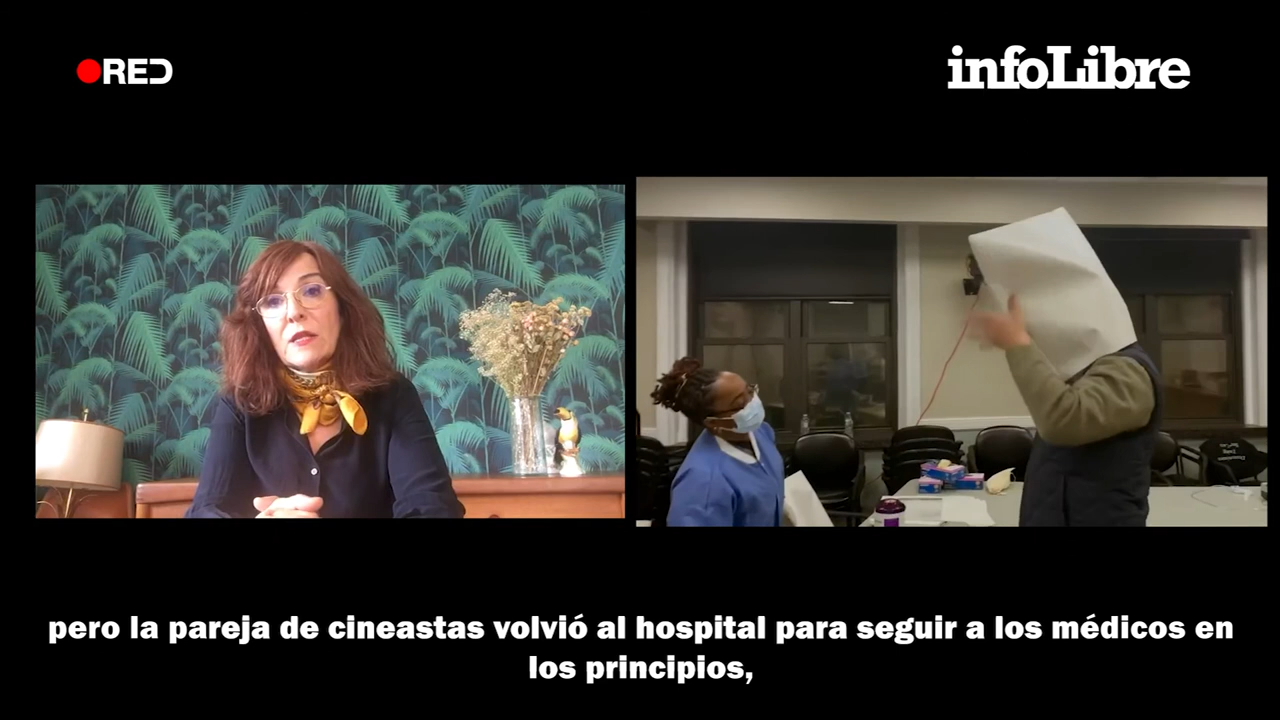 RED
infoLibre
pero la pareja de cineastas volvió al hospital para seguir a los médicos en
los principios,